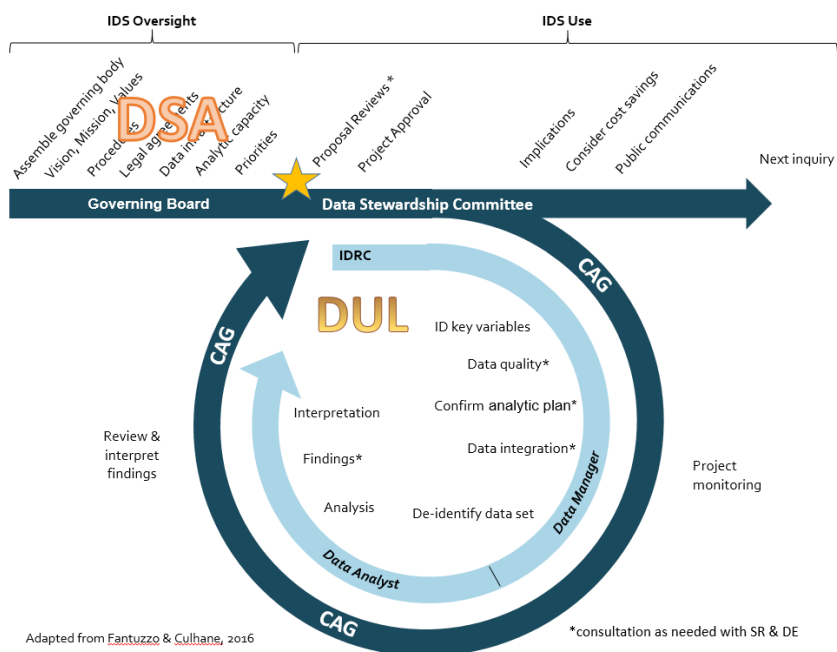 IDS Oversight
IDS Use
Assemble governing body
Vision, Mission, Values
Procedures
Legal agreements
Data infrastructure
Analytic capacity
Priorities
DSA
Proposal Reviews *
Project Approval
Implications
Consider cost savings
Public communications
Next inquiry
Governing Board
Data Stewardship Committee
IDRC
CAG
CAG
DUL
ID key variables
Data quality*
Confirm analytic plan*
Data integration*
De-identify data set
Data Manager
Interpretation
Findings*
Analysis
Data Analyst
Review &
interpret
findings
Project
monitoring
CAG
Adapted from Fantuzzo & Culhane, 2016
*consultation as needed with SR & DE